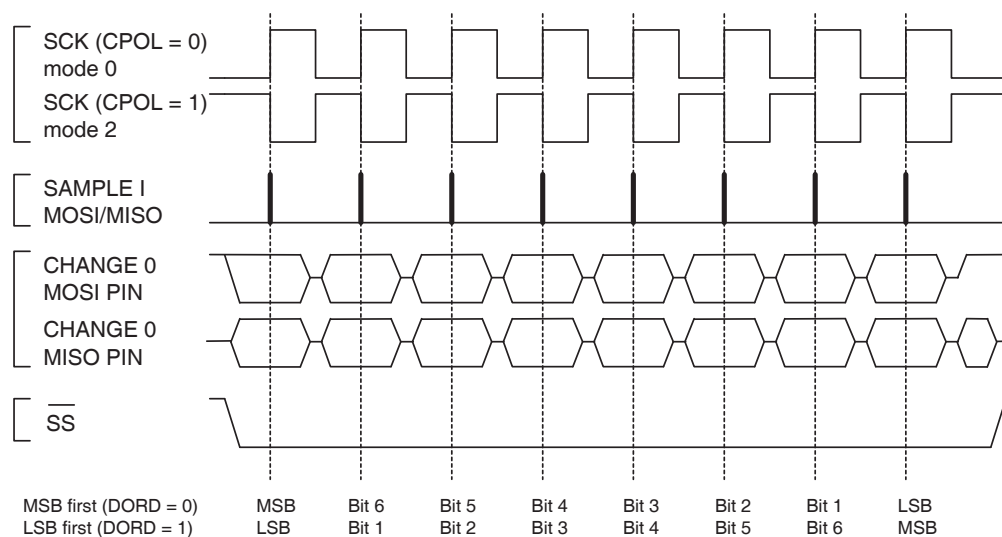 SCK (CPOL = 0)
mode 0
SCK (CPOL = 1)
mode 2
SAMPLE I
MOSI/MISO
CHANGE 0
MOSI PIN
CHANGE 0
MISO PIN
SS
MSB first (DORD = 0) MSB Bit 6 Bit 5 Bit 4 Bit 3 Bit 2 Bit 1 LSB
LSB first (DORD = 1) LSB Bit 1 Bit 2 Bit 3 Bit 4 Bit 5 Bit 6 MSB